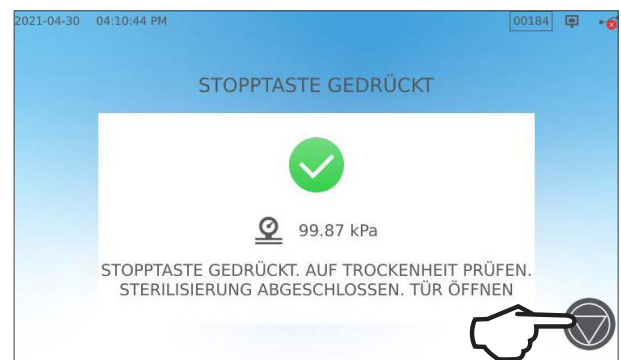 2021-04-30 04:10:44 PM 00184
STOPPTASTE GEDRÜCKT
99.87 kPa
STOPPTASTE GEDRÜCKT. AUF TROCKENHEIT PRÜFEN.
STERILISIERUNG ABGESCHLOSSEN. TÜR ÖFFNEN